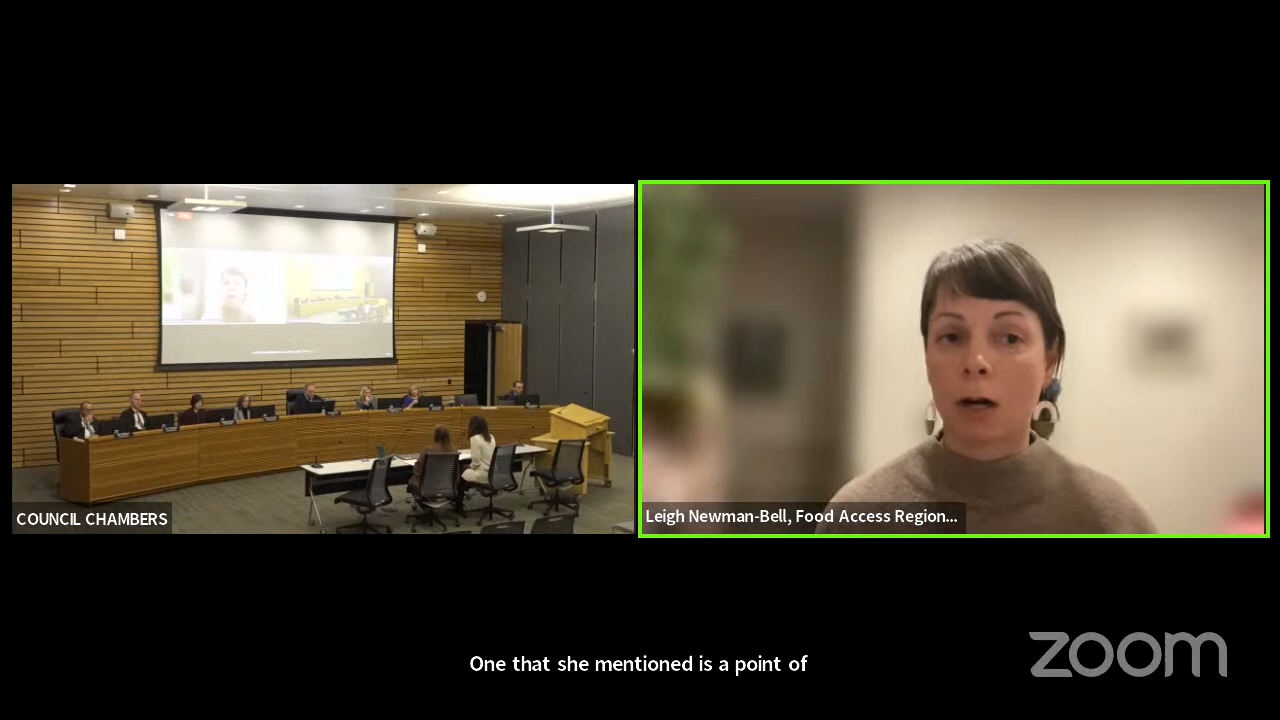 COUNCIL CHAMBERS
Leigh Newman-Bell, Food Access Region...
One that she mentioned is a point of
zoom